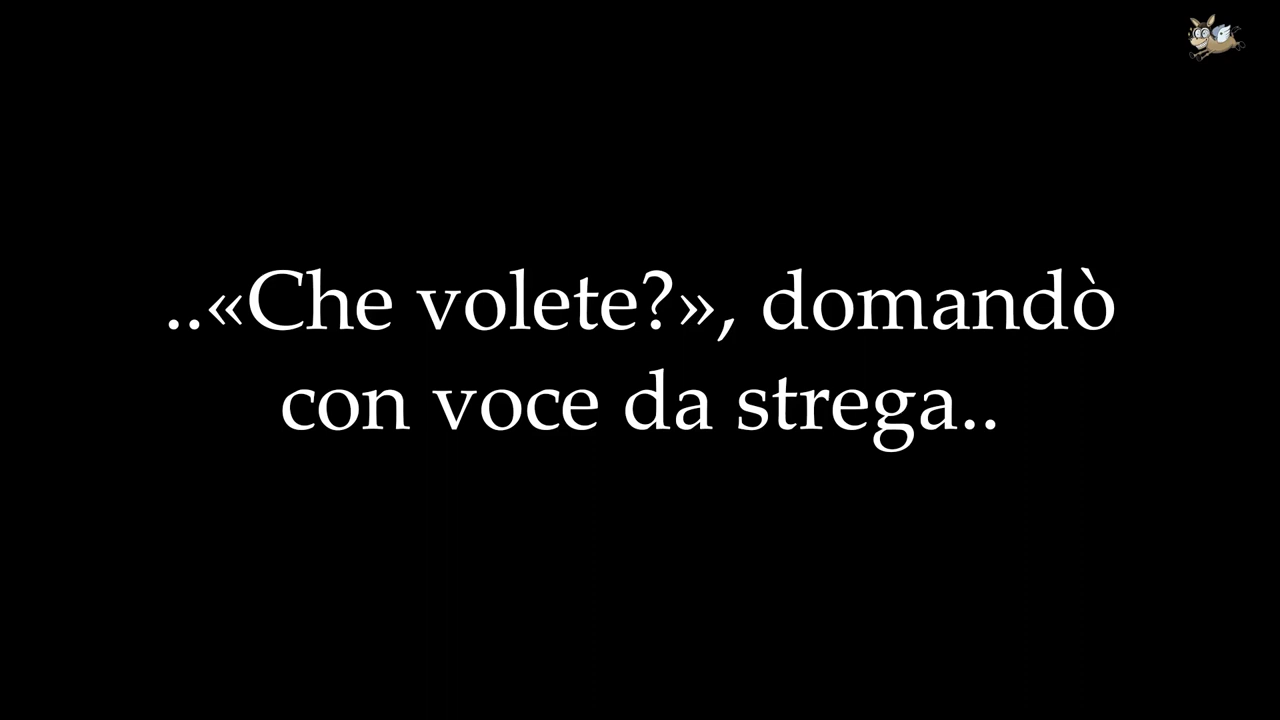 ..«Che volete?», domandò
con voce da strega..